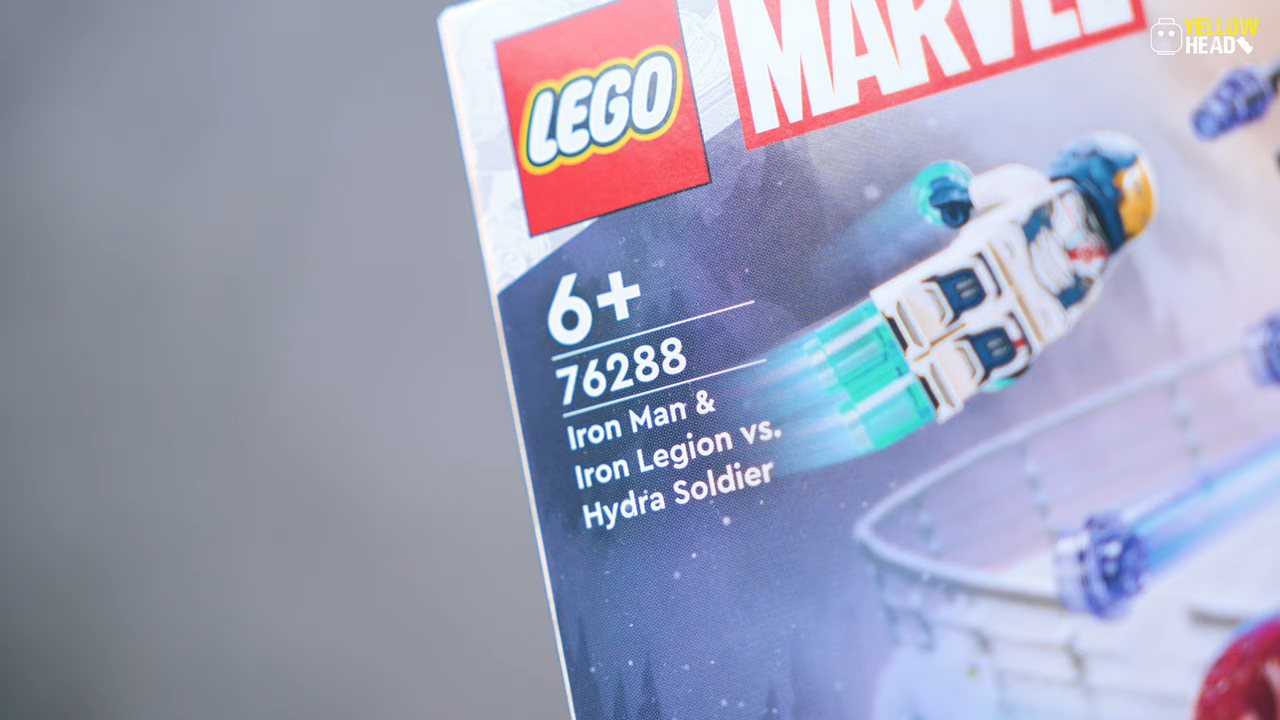 LEGO
MARVEL
YELLOW
HEAD
6+
76288
Iron Man &
Iron Legion vs.
Hydra Soldier